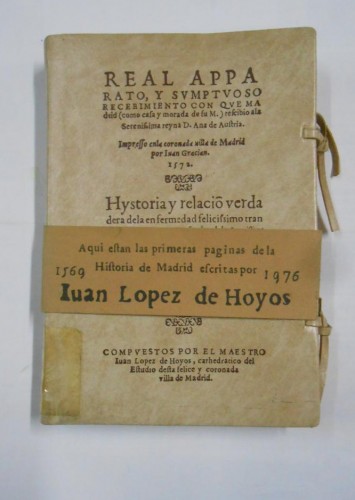 REAL APPA
RATO, Y SVMPTVOSO
RECEBIMIENTO CON QVE MA
drid (como casa y morada de su M.) rescibio ala
Serenissima reyna D. Ana de Austria.
Impresso enla coronada villa de Madrid
por Iuan Gracian.
1572.
Hystoria y relaciõ verda
dera dela enfermedad felicissimo tran
Aqui estan las primeras paginas de la
1569 Historia de Madrid escritas por 1976
Iuan Lopez de Hoyos
COMPVESTOS POR EL MAESTRO
Iuan Lopez de Hoyos, cathedratico del
Estudio desta felice y coronada
villa de Madrid.